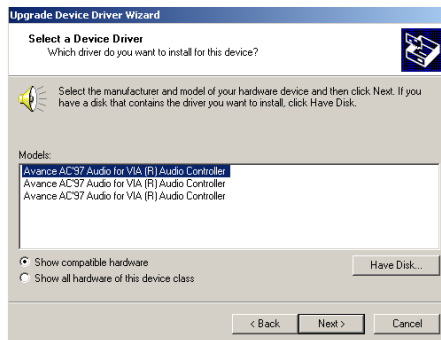 Upgrade Device Driver Wizard
Select a Device Driver
Which driver do you want to install for this device?
Select the manufacturer and model of your hardware device and then click Next. If you
have a disk that contains the driver you want to install, click Have Disk.
Models:
Avance AC'97 Audio for VIA (R) Audio Controller
Avance AC'97 Audio for VIA (R) Audio Controller
Avance AC'97 Audio for VIA (R) Audio Controller
Show compatible hardware
Show all hardware of this device class
Have Disk...
< Back Next > Cancel